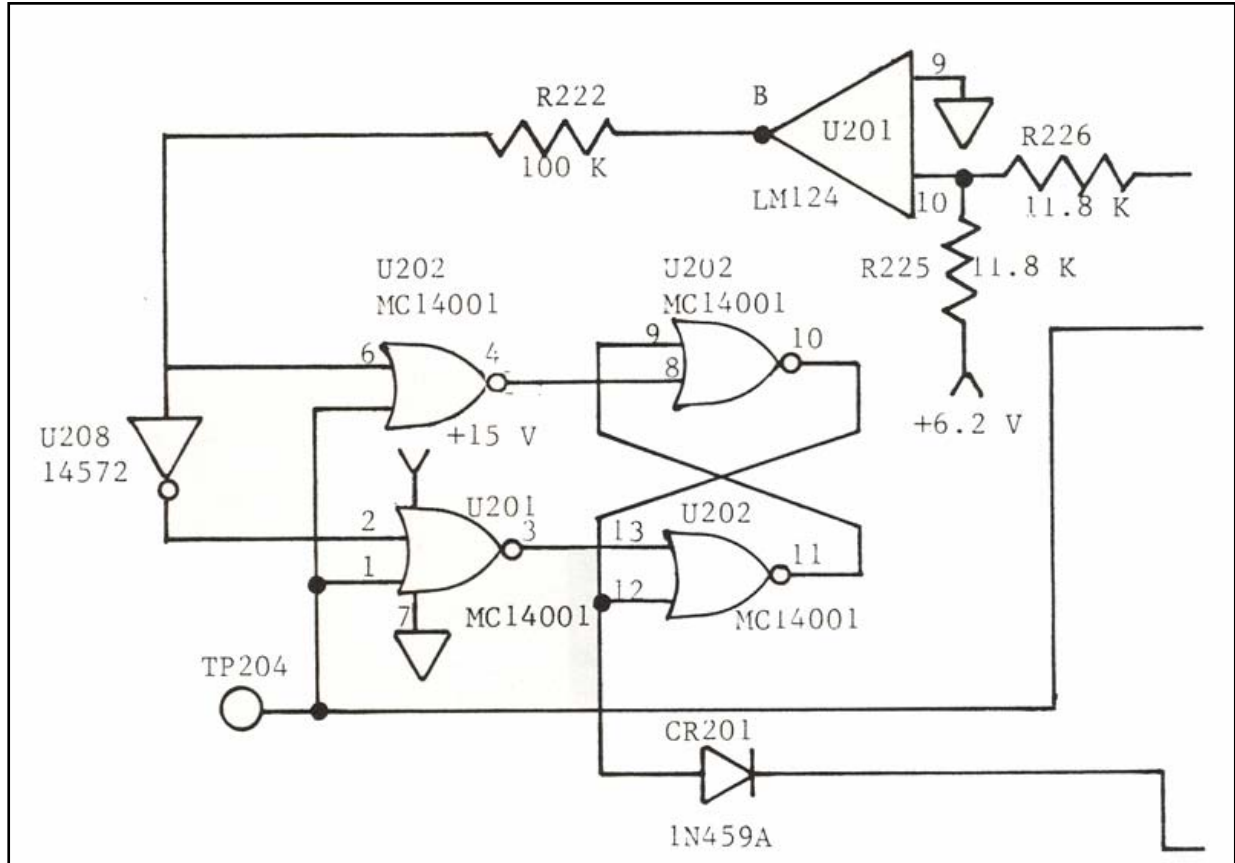 R222
100 K
B
U201
LM124
9
10
R226
11.8 K
R225
11.8 K
+6.2 V
U202
MC14001
6
4
+15 V
U202
MC14001
9
8
10
U208
14572
2
1
U201
3
7
MC14001
13
12
U202
11
MC14001
TP204
CR201
1N459A